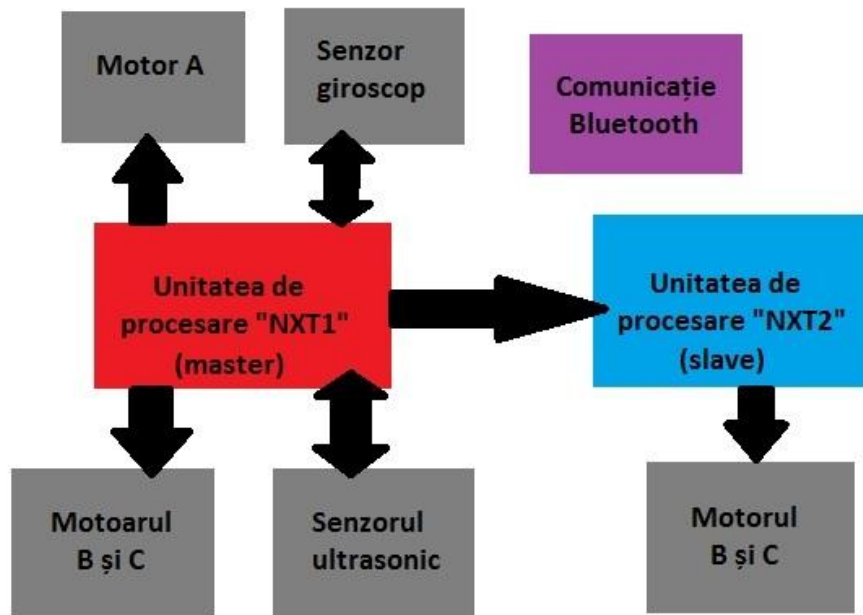 Motor A
Senzor
giroscop
Comunicație
Bluetooth
Unitatea de
procesare "NXT1"
(master)
Unitatea de
procesare "NXT2"
(slave)
Motoarul
B și C
Senzorul
ultrasonic
Motorul
B și C